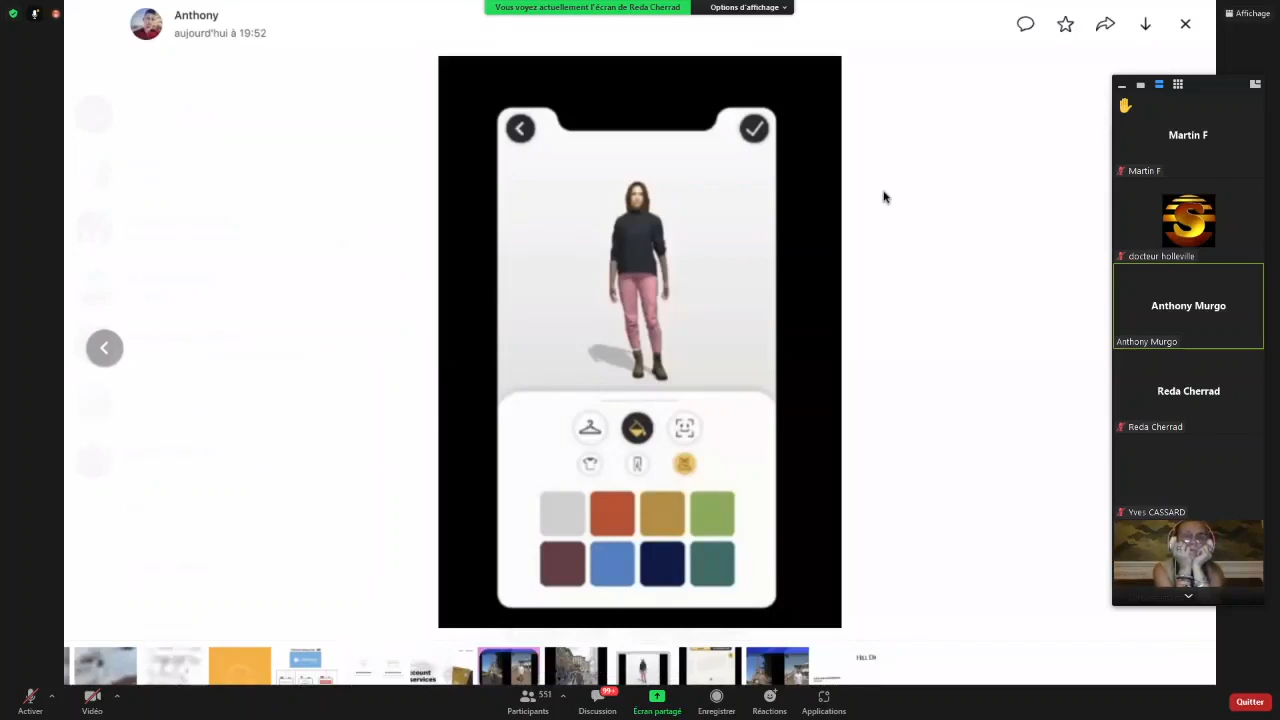 Anthony
aujourd'hui à 19:52
Vous voyez actuellement l'écran de Reda Cherrad
Options d'affichage
Affichage
Martin F
Martin F
S
docteur holleville
Anthony Murgo
Anthony Murgo
Reda Cherrad
Reda Cherrad
Yves CASSARD
count
services
Activer
Vidéo
551
Participants
99+
Discussion
Écran partagé
Enregistrer
Réactions
Applications
Quitter